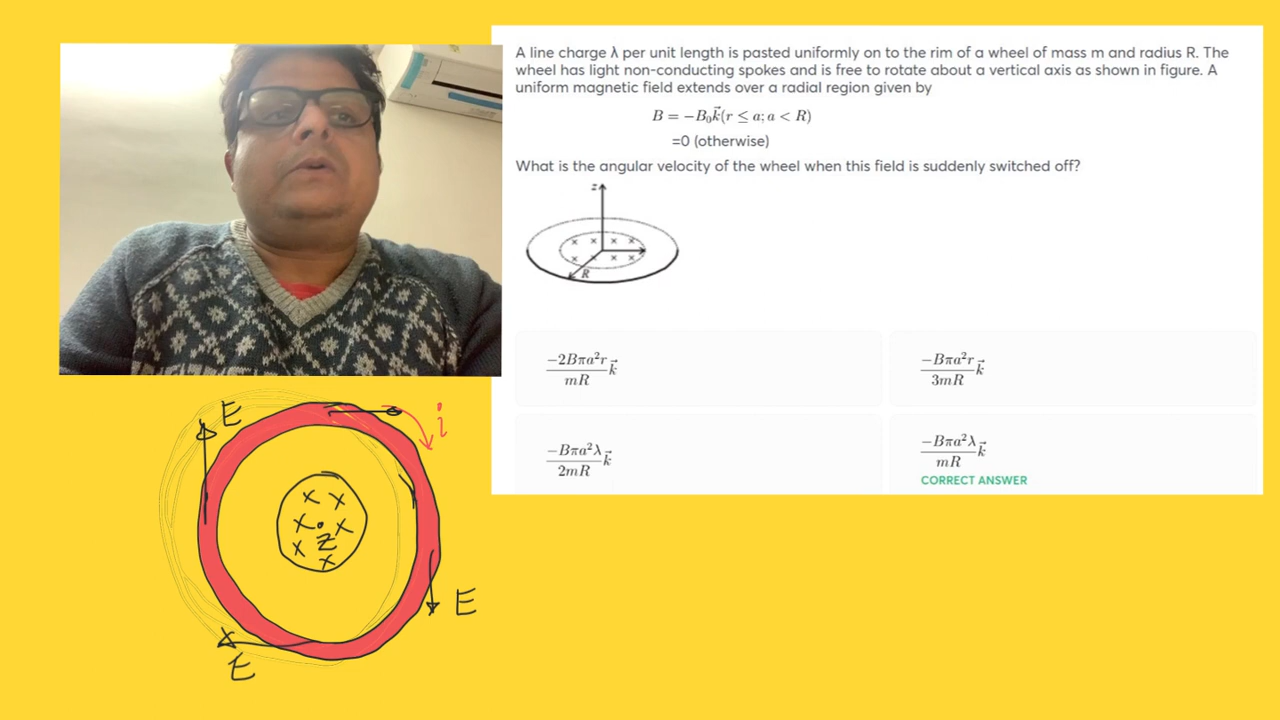 A line charge λ per unit length is pasted uniformly on to the rim of a wheel of mass m and radius R. The
wheel has light non-conducting spokes and is free to rotate about a vertical axis as shown in figure. A
uniform magnetic field extends over a radial region given by
B = −B₀k⃗(r ≤ a; a < R)
=0 (otherwise)
What is the angular velocity of the wheel when this field is suddenly switched off?
z
x x x x
x x x x
R
−2Bπa²r/mR k⃗
−Bπa²r/3mR k⃗
−Bπa²λ/2mR k⃗
−Bπa²λ/mR k⃗
CORRECT ANSWER
E
i
x x
x x
x Z
x
E
E